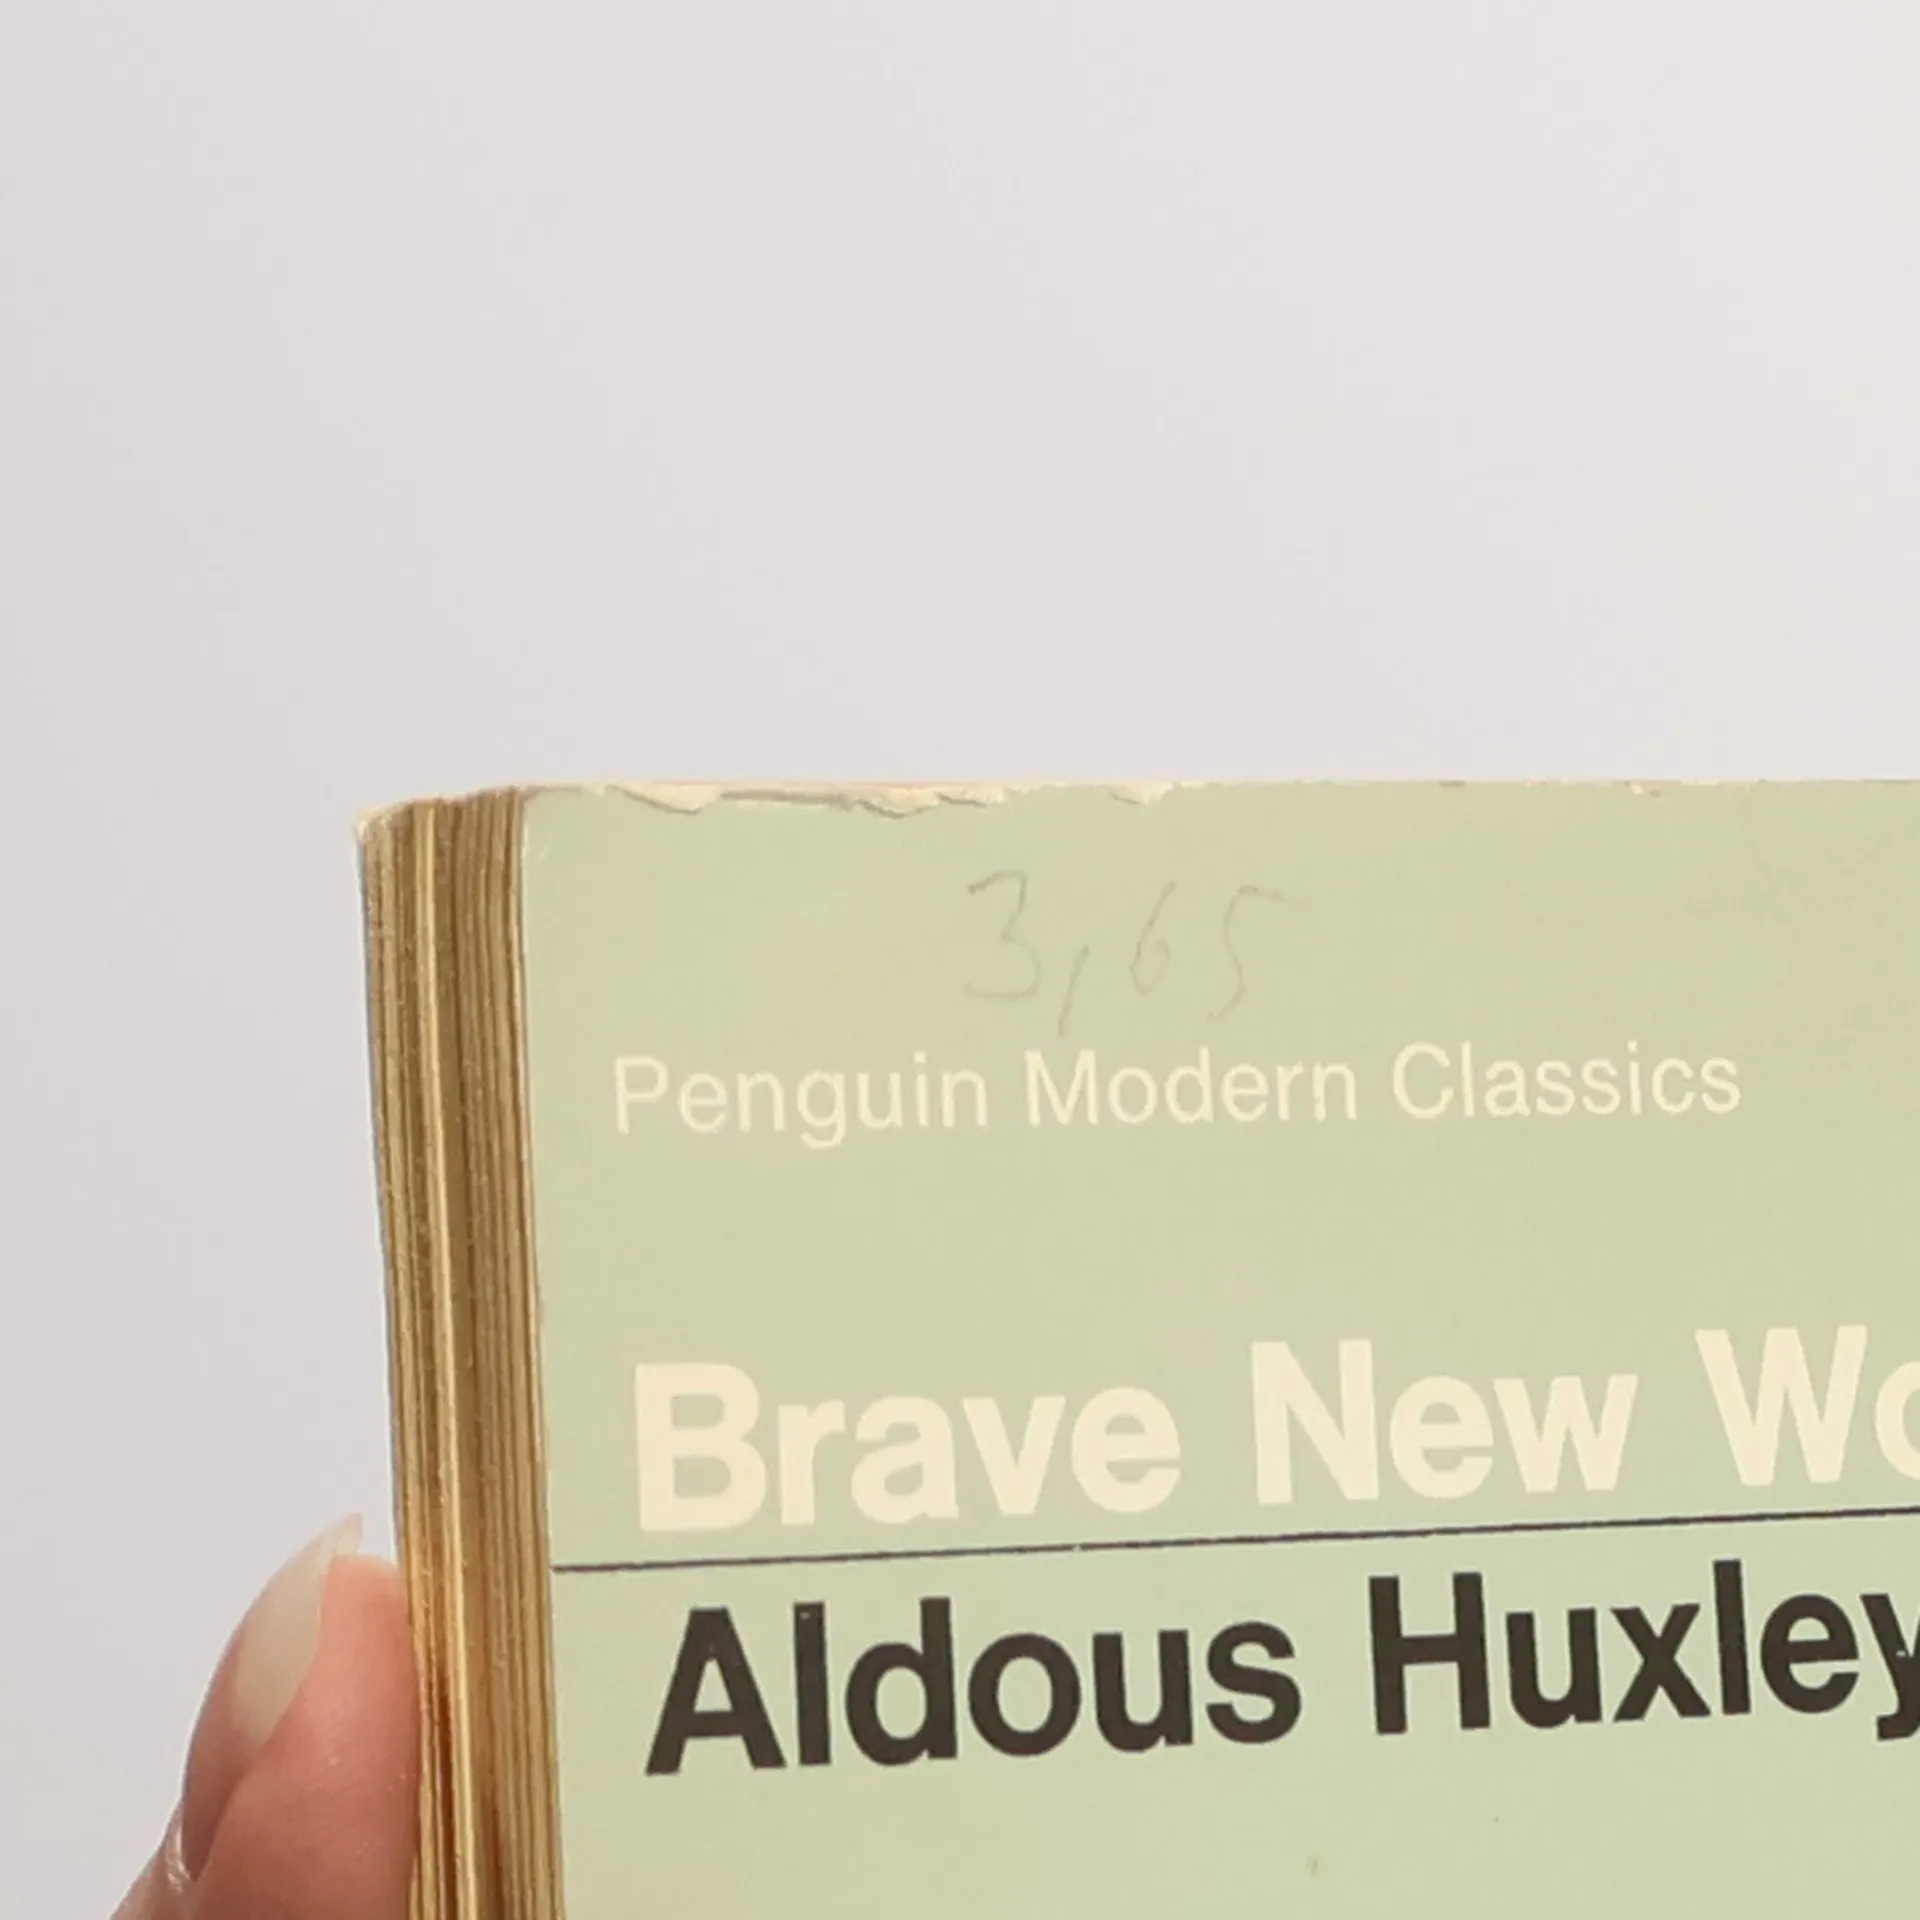 3,65
Penguin Modern Classics
Brave New Wo
Aldous Huxley